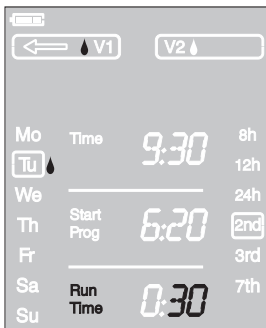 V1 V2
Mo Time 9:30 8h
Tu 12h
We 24h
Th Start Prog 6:20 2nd
Fr 3rd
Sa Run Time 0:30 7th
Su